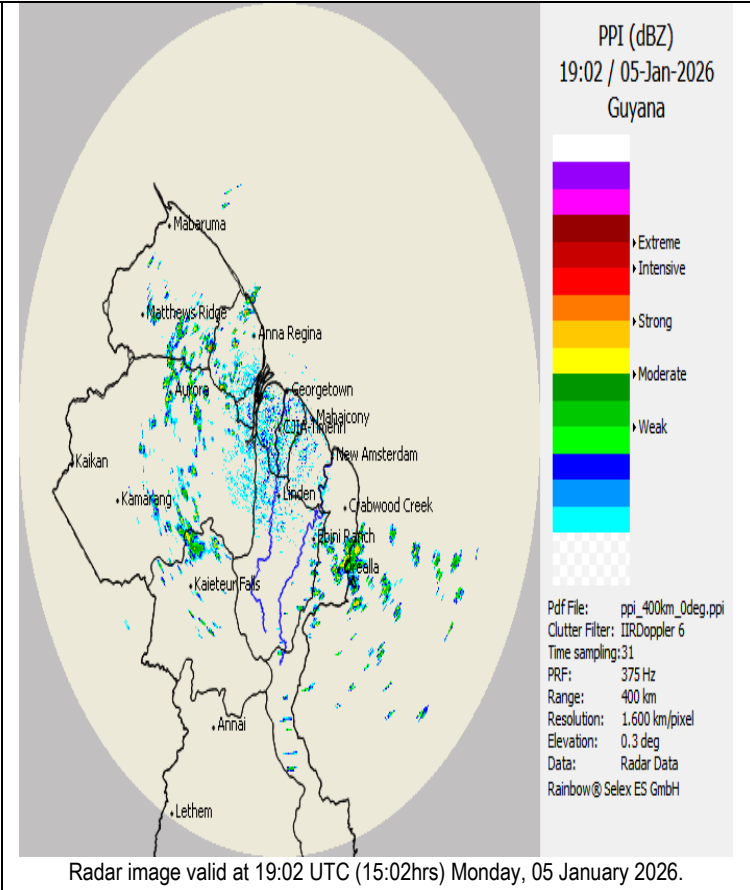 PPI (dBZ)
19:02 / 05-Jan-2026
Guyana
Extreme
Intensive
Strong
Moderate
Weak
Mabaruma
Matthews Ridge
Anna Regina
Aurora
Georgetown
Mahaicony
CJIA-Timehri
New Amsterdam
Kaikan
Kamarang
Linden
Crabwood Creek
Ebini Ranch
Orealla
Kaieteur Falls
Annai
Lethem
Pdf File: ppi_400km_0deg.ppi
Clutter Filter: IIRDoppler 6
Time sampling:31
PRF: 375 Hz
Range: 400 km
Resolution: 1.600 km/pixel
Elevation: 0.3 deg
Data: Radar Data
Rainbow® Selex ES GmbH
Radar image valid at 19:02 UTC (15:02hrs) Monday, 05 January 2026.